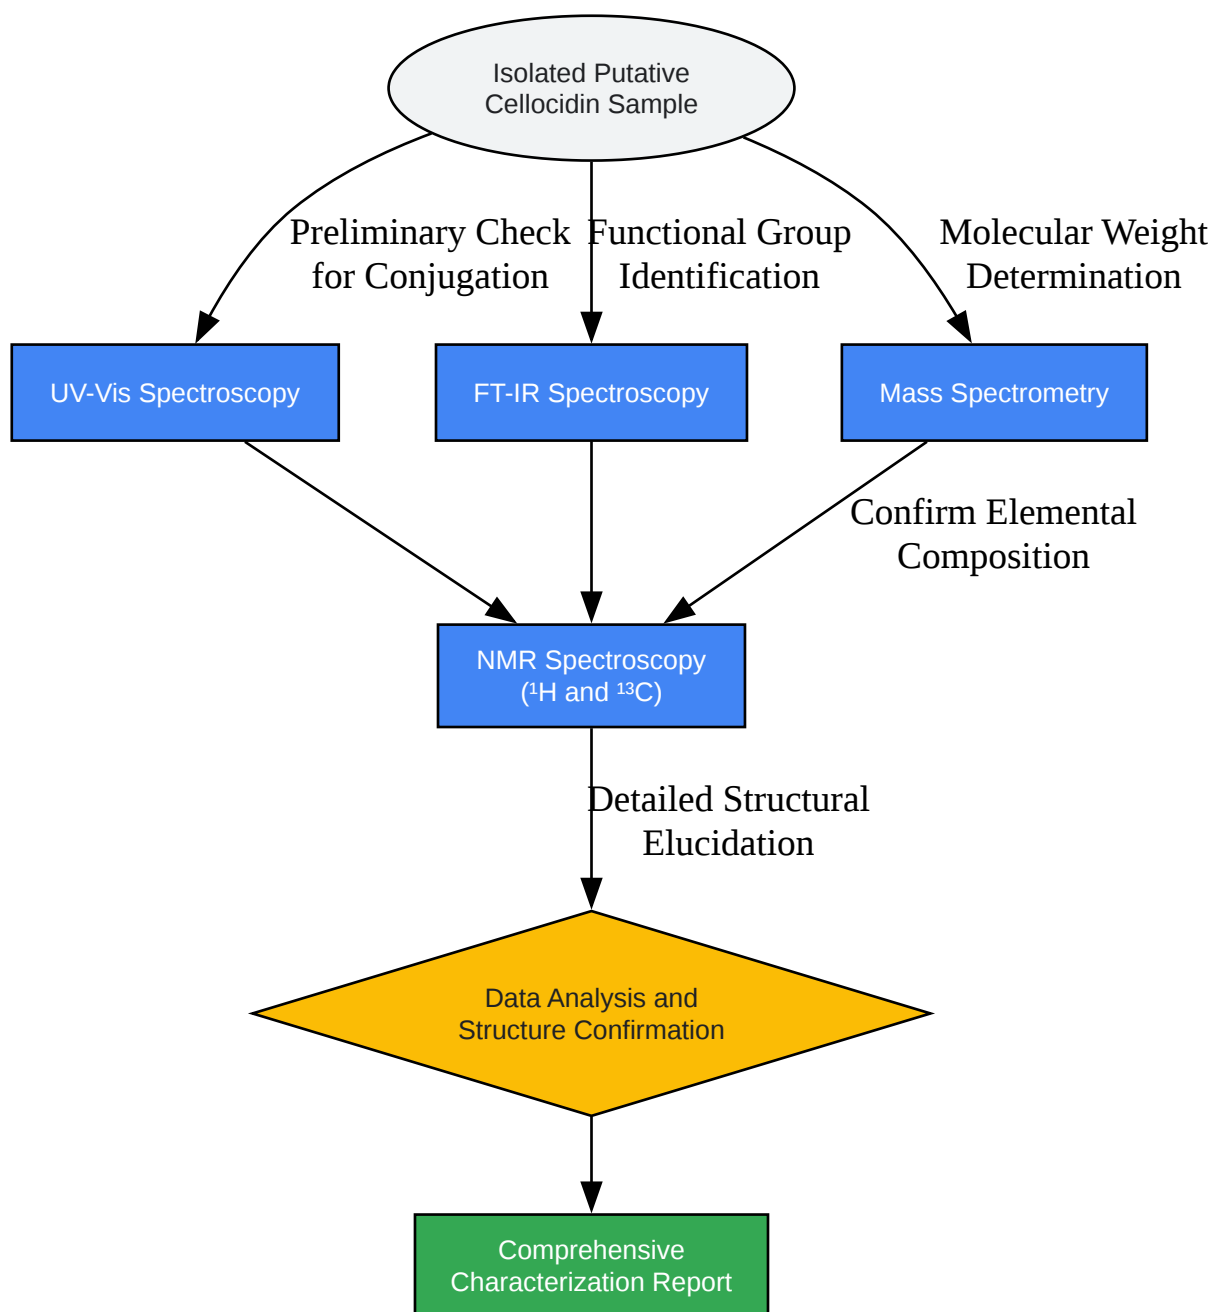 Isolated Putative
Cellocidin Sample
Preliminary Check
for Conjugation
Functional Group
Identification
Molecular Weight
Determination
UV-Vis Spectroscopy
FT-IR Spectroscopy
Mass Spectrometry
Confirm Elemental
Composition
NMR Spectroscopy
(¹H and ¹³C)
Detailed Structural
Elucidation
Data Analysis and
Structure Confirmation
Comprehensive
Characterization Report